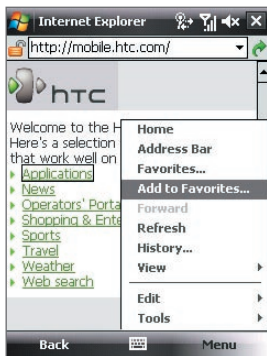 Internet Explorer
http://mobile.htc.com/
hTC
Welcome to the H
Here's a selection
that work well on
Applications
News
Operators' Porta
Shopping & Ente
Sports
Travel
Weather
Web search
Home
Address Bar
Favorites...
Add to Favorites...
Forward
Refresh
History...
View
Edit
Tools
Back
Menu